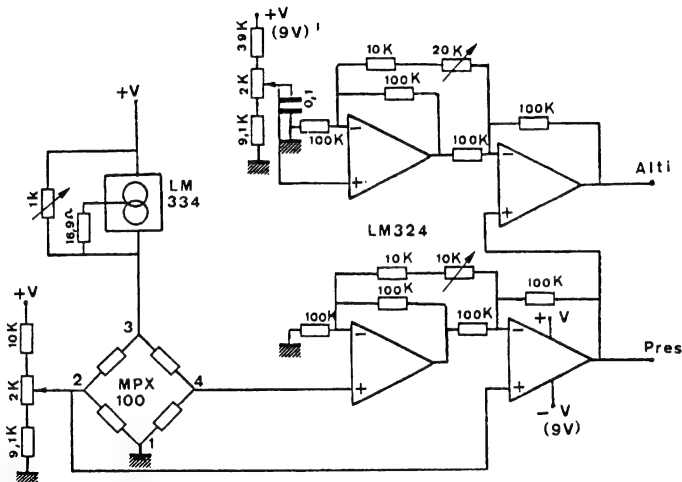 +V
(9V)'
39K
2K
9,1K
0,1
10K
20K
100K
100K
100K
100K
Alti
+V
1k
LM
334
16,9Ω
LM324
+V
10K
2K
9,1K
3
2
MPX
100
4
1
10K
10K
100K
100K
100K
100K
+ V
Pres
− V
(9V)
−
+
−
+
−
+
−
+